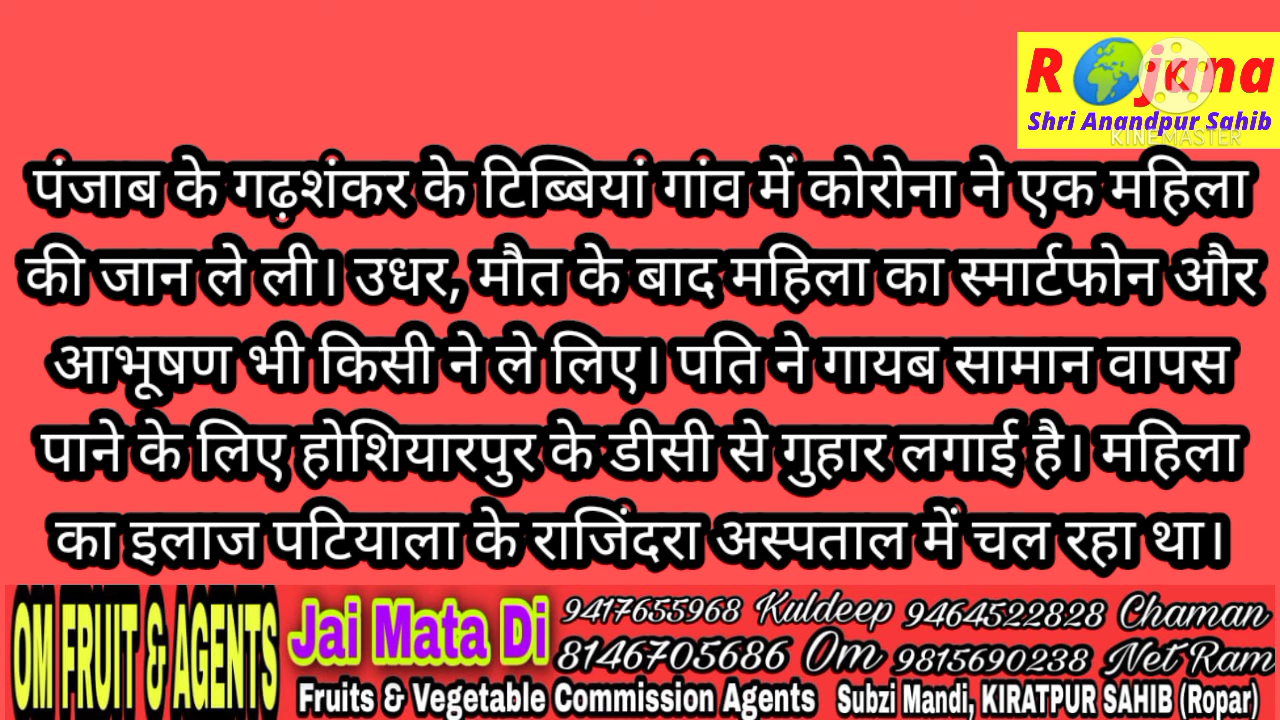 R jana
Shri Anandpur Sahib
KINEMASTER
पंजाब के गढ़शंकर के टिब्बियां गांव में कोरोना ने एक महिला
की जान ले ली। उधर, मौत के बाद महिला का स्मार्टफोन और
आभूषण भी किसी ने ले लिए। पति ने गायब सामान वापस
पाने के लिए होशियारपुर के डीसी से गुहार लगाई है। महिला
का इलाज पटियाला के राजिंदरा अस्पताल में चल रहा था।
OM FRUIT & AGENTS
Jai Mata Di
9417655968 Kuldeep 9464522828 Chaman
8146705686 Om 9815690238 Net Ram
Fruits & Vegetable Commission Agents Subzi Mandi, KIRATPUR SAHIB (Ropar)